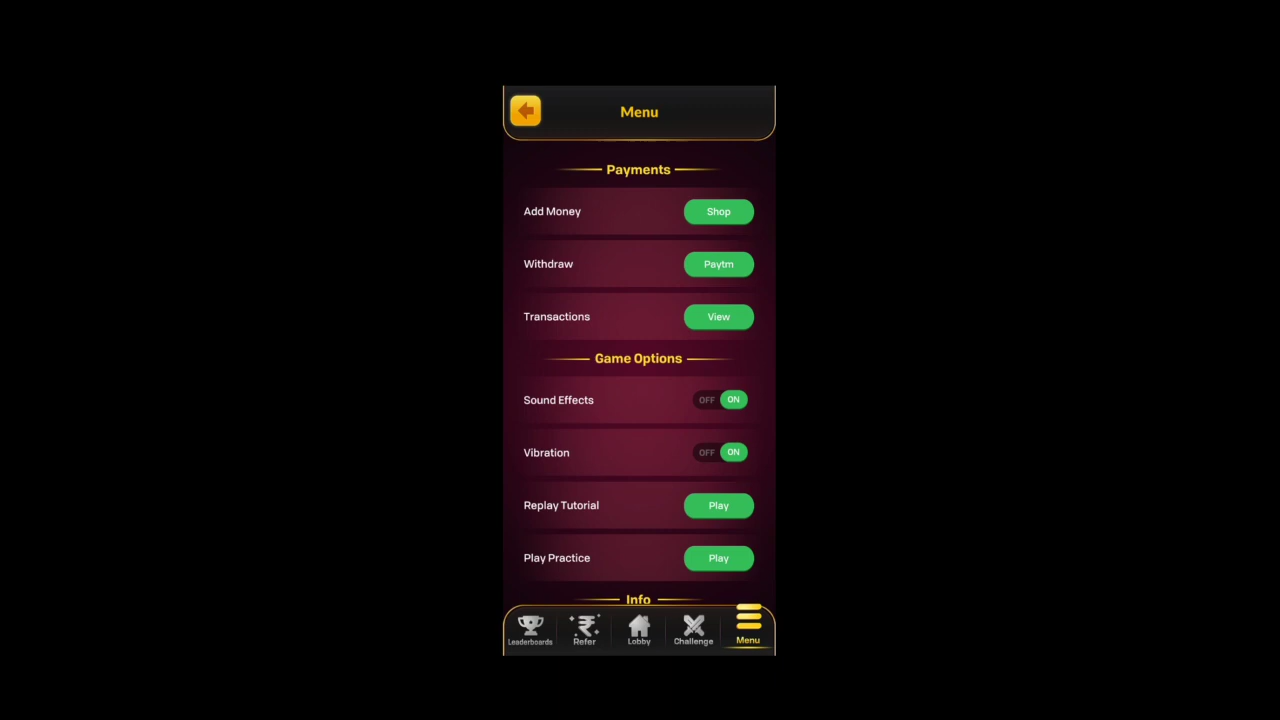 Menu
Payments
Add Money Shop
Withdraw Paytm
Transactions View
Game Options
Sound Effects OFF ON
Vibration OFF ON
Replay Tutorial Play
Play Practice Play
Info
Leaderboards Refer Lobby Challenge Menu